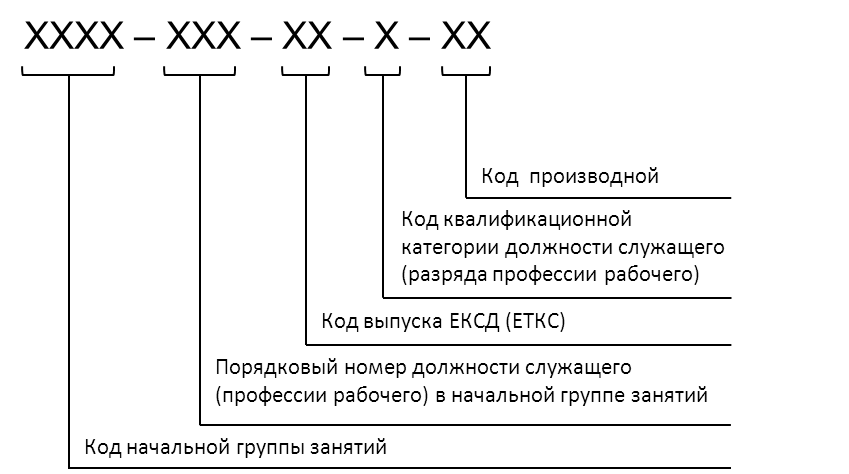 XXXX – XXX – XX – X – XX
Код производной
Код квалификационной
категории должности служащего
(разряда профессии рабочего)
Код выпуска ЕКСД (ЕТКС)
Порядковый номер должности служащего
(профессии рабочего) в начальной группе занятий
Код начальной группы занятий